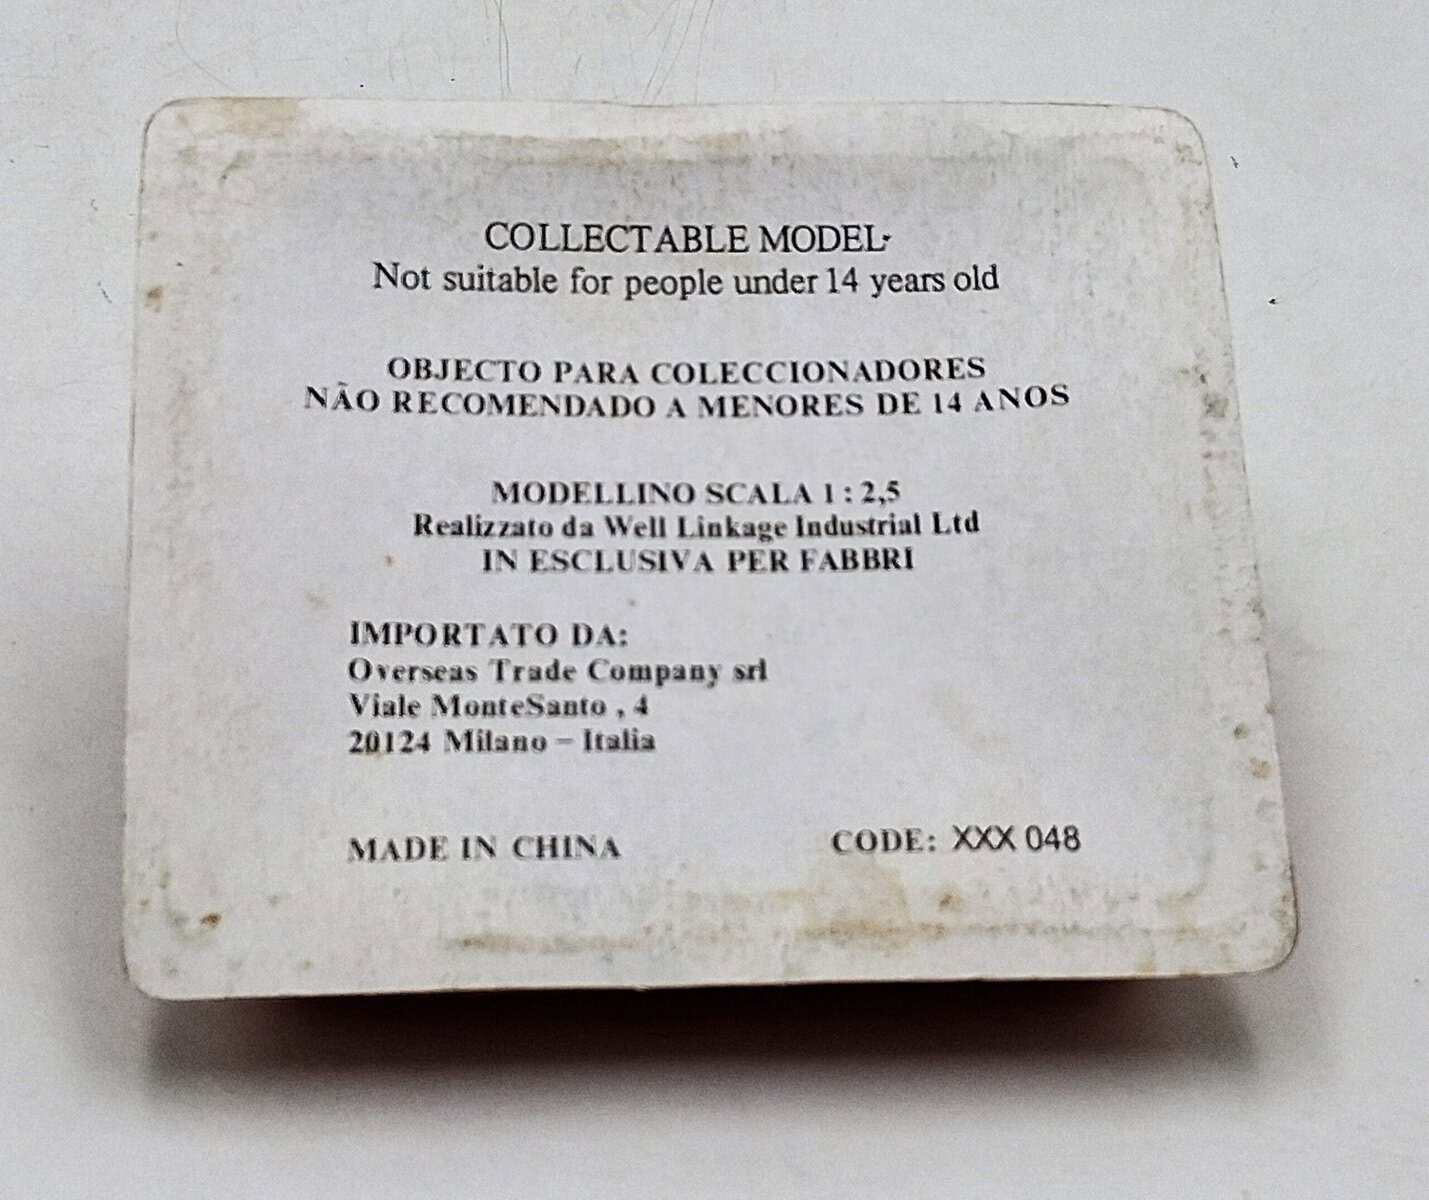 COLLECTABLE MODEL
Not suitable for people under 14 years old
OBJECTO PARA COLECCIONADORES
NÃO RECOMENDADO A MENORES DE 14 ANOS
MODELLINO SCALA 1 : 2,5
Realizzato da Well Linkage Industrial Ltd
IN ESCLUSIVA PER FABBRI
IMPORTATO DA:
Overseas Trade Company srl
Viale MonteSanto , 4
20124 Milano – Italia
MADE IN CHINA
CODE: XXX 048